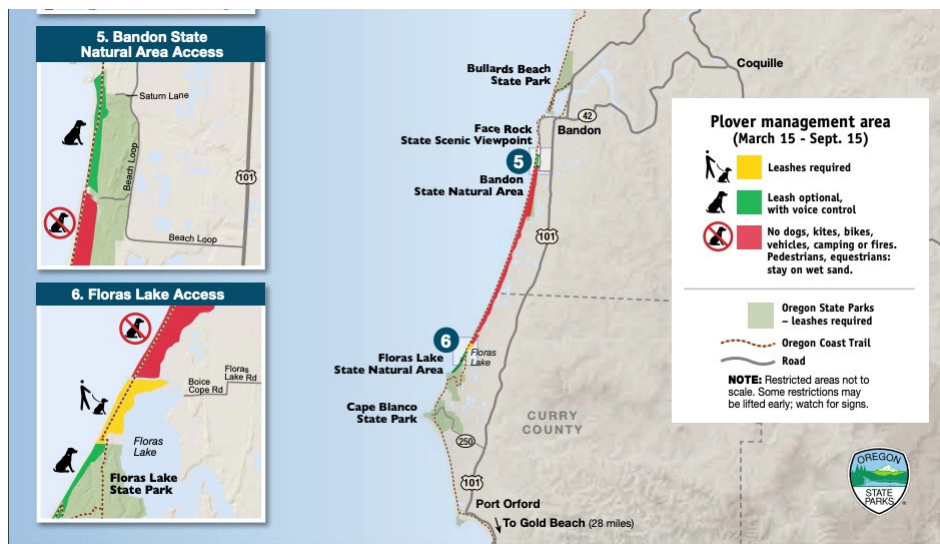 5. Bandon State
Natural Area Access
Saturn Lane
Beach Loop
101
Beach Loop
6. Floras Lake Access
Floras
Lake Rd
Boice
Cope Rd
Floras
Lake
Floras Lake
State Park
Bullards Beach
State Park
Coquille
42
Bandon
Face Rock
State Scenic Viewpoint
5
Bandon
State Natural Area
101
6
Floras
Lake
Floras Lake
State Natural Area
Cape Blanco
State Park
CURRY
COUNTY
250
101
Port Orford
To Gold Beach (28 miles)
Plover management area
(March 15 - Sept. 15)
Leashes required
Leash optional,
with voice control
No dogs, kites, bikes,
vehicles, camping or fires.
Pedestrians, equestrians:
stay on wet sand.
Oregon State Parks
– leashes required
Oregon Coast Trail
Road
NOTE: Restricted areas not to
scale. Some restrictions may
be lifted early; watch for signs.
OREGON
STATE
PARKS